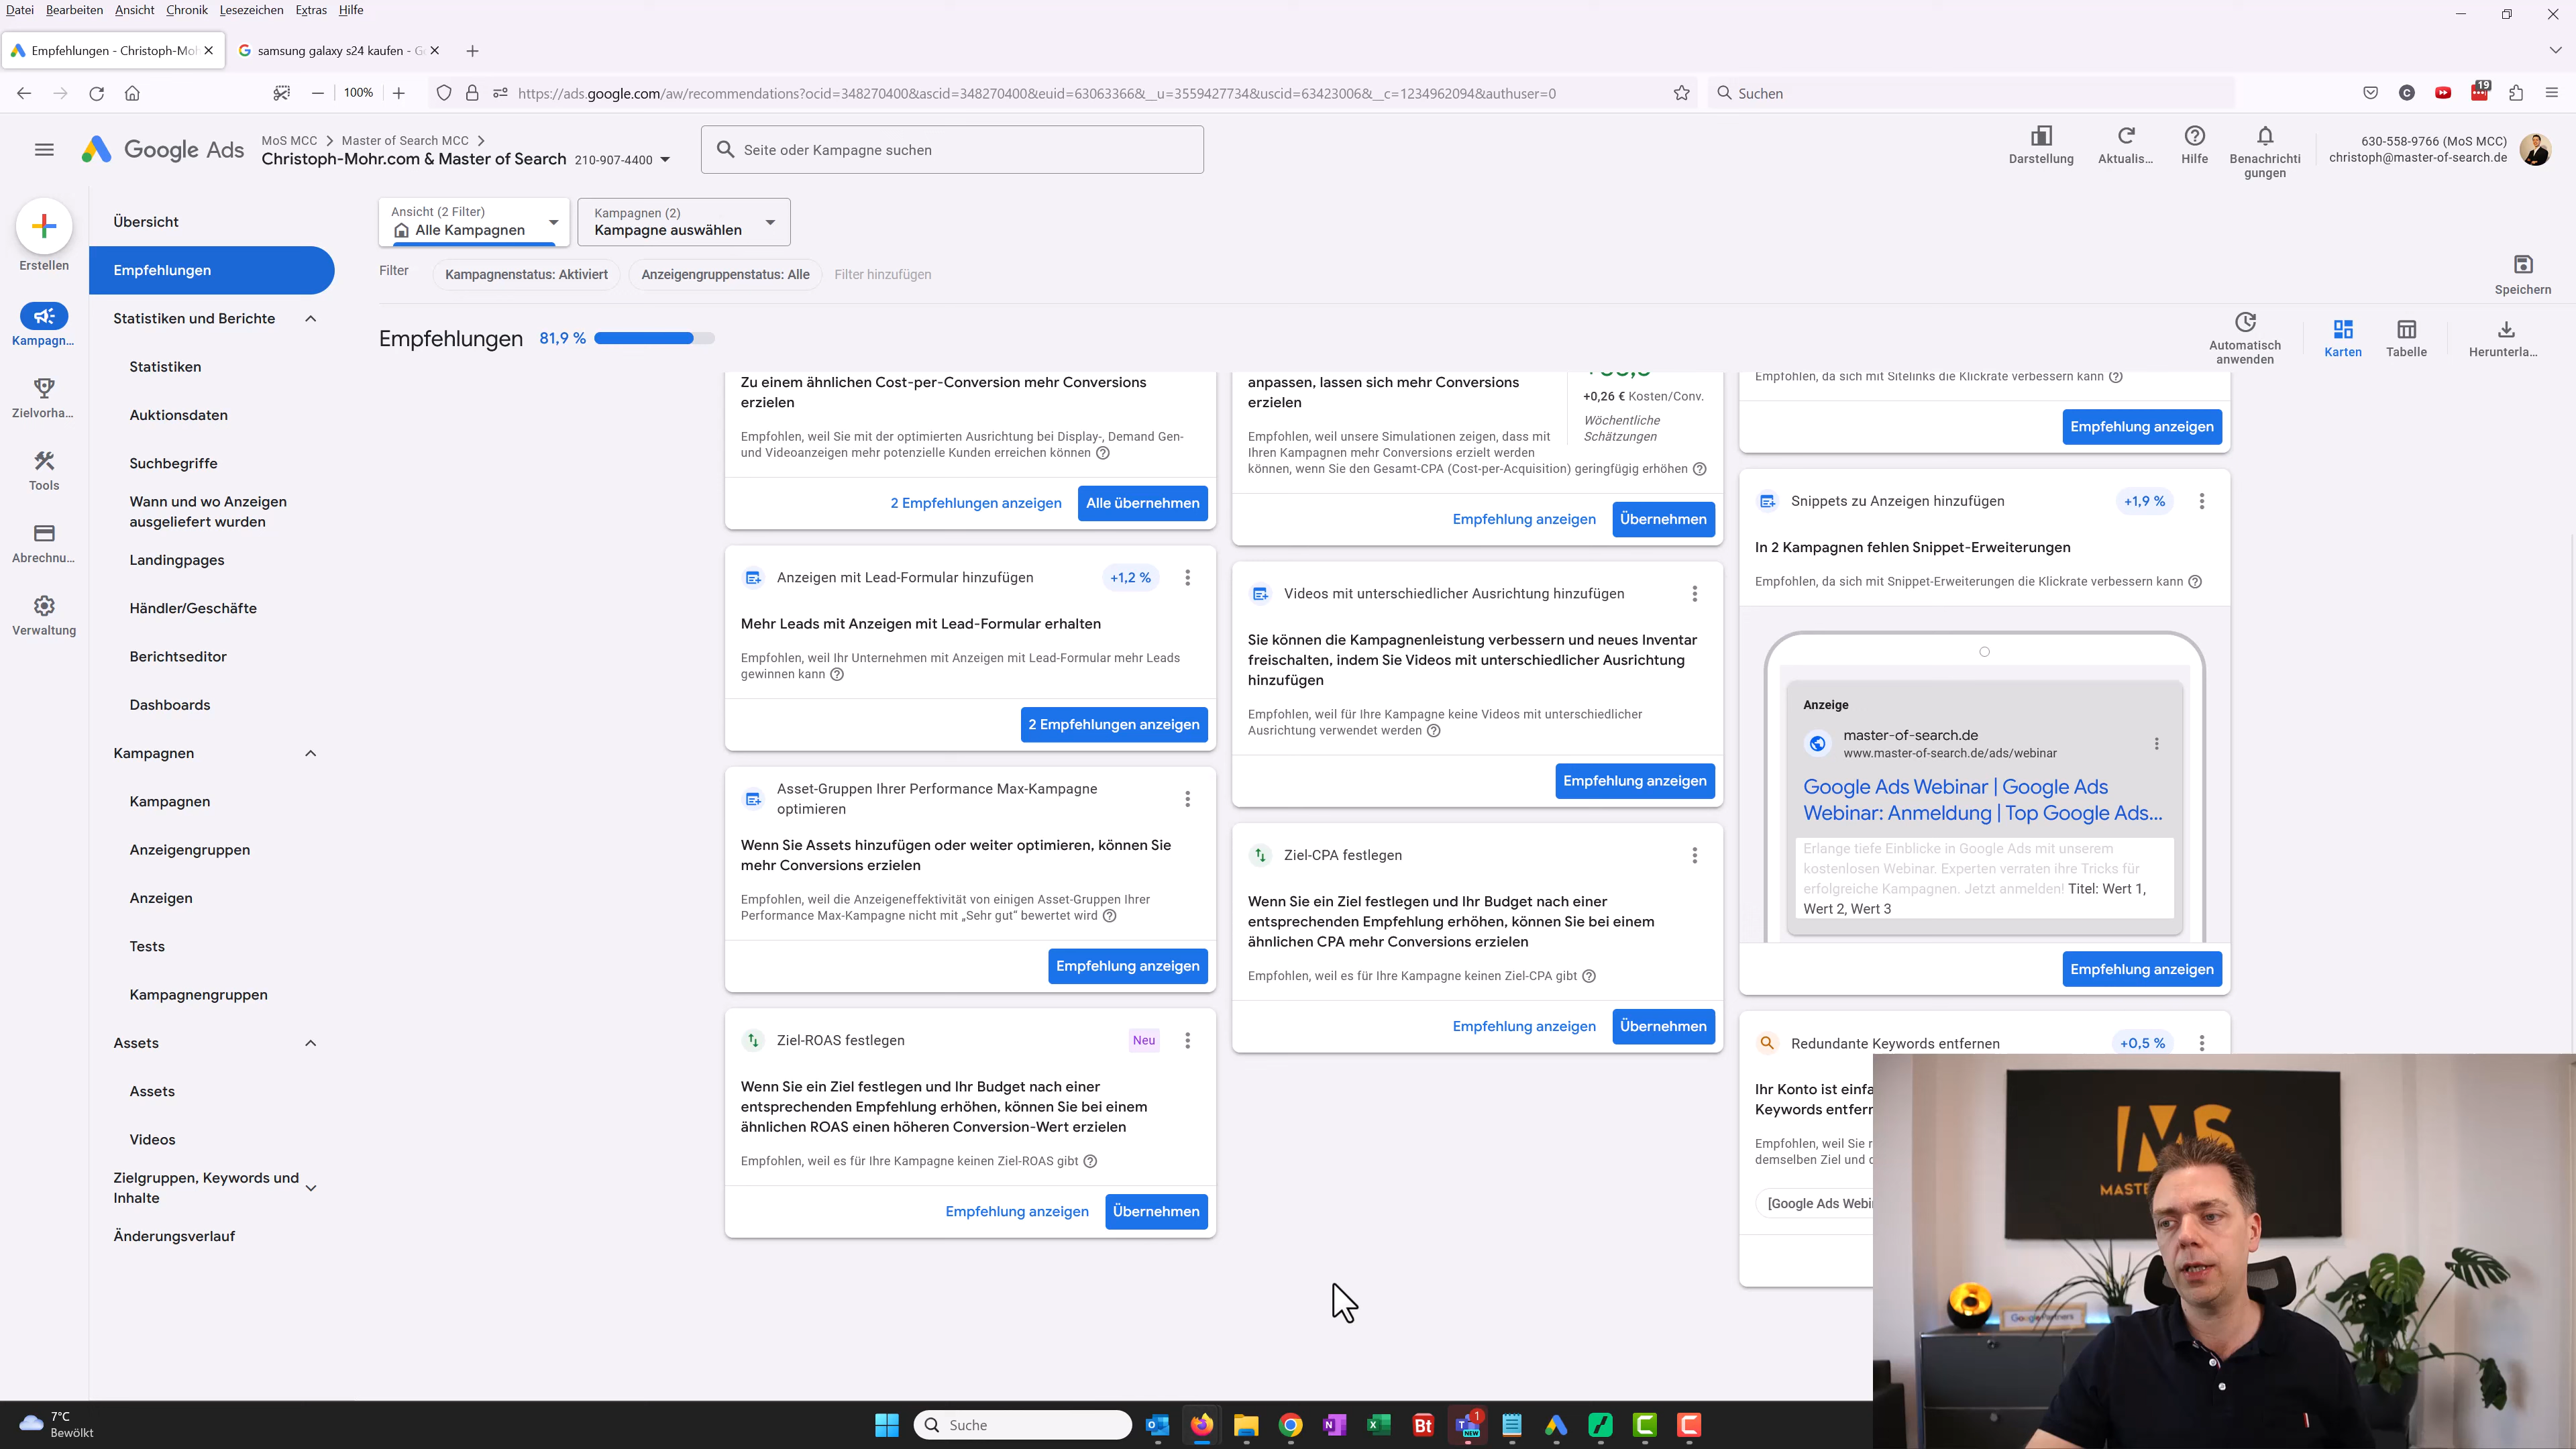 Datei Bearbeiten Ansicht Chronik Lesezeichen Extras Hilfe
Empfehlungen - Christoph-Mo
samsung galaxy s24 kaufen - G
100%
https://ads.google.com/aw/recommendations?ocid=348270400&ascid=348270400&euid=63063366&__u=3559427734&uscid=63423006&__c=1234962094&authuser=0
Suchen
19
Google Ads
MoS MCC > Master of Search MCC >
Christoph-Mohr.com & Master of Search 210-907-4400
Seite oder Kampagne suchen
Darstellung
Aktualis...
Hilfe
Benachrichti
gungen
630-558-9766 (MoS MCC)
christoph@master-of-search.de
Erstellen
Kampagn...
Zielvorha...
Tools
Abrechnu...
Verwaltung
Übersicht
Empfehlungen
Statistiken und Berichte
Statistiken
Auktionsdaten
Suchbegriffe
Wann und wo Anzeigen
ausgeliefert wurden
Landingpages
Händler/Geschäfte
Berichtseditor
Dashboards
Kampagnen
Kampagnen
Anzeigengruppen
Anzeigen
Tests
Kampagnengruppen
Assets
Assets
Videos
Zielgruppen, Keywords und
Inhalte
Änderungsverlauf
Ansicht (2 Filter)
Alle Kampagnen
Kampagnen (2)
Kampagne auswählen
Filter
Kampagnenstatus: Aktiviert
Anzeigengruppenstatus: Alle
Filter hinzufügen
Speichern
Empfehlungen 81,9 %
Automatisch
anwenden
Karten
Tabelle
Herunterla...
Zu einem ähnlichen Cost-per-Conversion mehr Conversions
erzielen
Empfohlen, weil Sie mit der optimierten Ausrichtung bei Display-, Demand Gen-
und Videoanzeigen mehr potenzielle Kunden erreichen können
2 Empfehlungen anzeigen
Alle übernehmen
Anzeigen mit Lead-Formular hinzufügen
+1,2 %
Mehr Leads mit Anzeigen mit Lead-Formular erhalten
Empfohlen, weil Ihr Unternehmen mit Anzeigen mit Lead-Formular mehr Leads
gewinnen kann
2 Empfehlungen anzeigen
Asset-Gruppen Ihrer Performance Max-Kampagne
optimieren
Wenn Sie Assets hinzufügen oder weiter optimieren, können Sie
mehr Conversions erzielen
Empfohlen, weil die Anzeigeneffektivität von einigen Asset-Gruppen Ihrer
Performance Max-Kampagne nicht mit „Sehr gut“ bewertet wird
Empfehlung anzeigen
Ziel-ROAS festlegen
Neu
Wenn Sie ein Ziel festlegen und Ihr Budget nach einer
entsprechenden Empfehlung erhöhen, können Sie bei einem
ähnlichen ROAS einen höheren Conversion-Wert erzielen
Empfohlen, weil es für Ihre Kampagne keinen Ziel-ROAS gibt
Empfehlung anzeigen
Übernehmen
anpassen, lassen sich mehr Conversions
erzielen
+0,26 € Kosten/Conv.
Wöchentliche
Schätzungen
Empfohlen, weil unsere Simulationen zeigen, dass mit
Ihren Kampagnen mehr Conversions erzielt werden
können, wenn Sie den Gesamt-CPA (Cost-per-Acquisition) geringfügig erhöhen
Empfehlung anzeigen
Übernehmen
Videos mit unterschiedlicher Ausrichtung hinzufügen
Sie können die Kampagnenleistung verbessern und neues Inventar
freischalten, indem Sie Videos mit unterschiedlicher Ausrichtung
hinzufügen
Empfohlen, weil für Ihre Kampagne keine Videos mit unterschiedlicher
Ausrichtung verwendet werden
Empfehlung anzeigen
Ziel-CPA festlegen
Wenn Sie ein Ziel festlegen und Ihr Budget nach einer
entsprechenden Empfehlung erhöhen, können Sie bei einem
ähnlichen CPA mehr Conversions erzielen
Empfohlen, weil es für Ihre Kampagne keinen Ziel-CPA gibt
Empfehlung anzeigen
Übernehmen
Empfohlen, da sich mit Sitelinks die Klickrate verbessern kann
Empfehlung anzeigen
Snippets zu Anzeigen hinzufügen
+1,9 %
In 2 Kampagnen fehlen Snippet-Erweiterungen
Empfohlen, da sich mit Snippet-Erweiterungen die Klickrate verbessern kann
Anzeige
master-of-search.de
www.master-of-search.de/ads/webinar
Google Ads Webinar | Google Ads
Webinar: Anmeldung | Top Google Ads...
Erlange tiefe Einblicke in Google Ads mit unserem
kostenlosen Webinar. Experten verraten ihre Tricks für
erfolgreiche Kampagnen. Jetzt anmelden! Titel: Wert 1,
Wert 2, Wert 3
Empfehlung anzeigen
Redundante Keywords entfernen
+0,5 %
Ihr Konto ist einfa
Keywords entfern
Empfohlen, weil Sie r
demselben Ziel und
[Google Ads Webi
MAST
Google Partners
7°C
Bewölkt
Suche
Bt
1
NEW